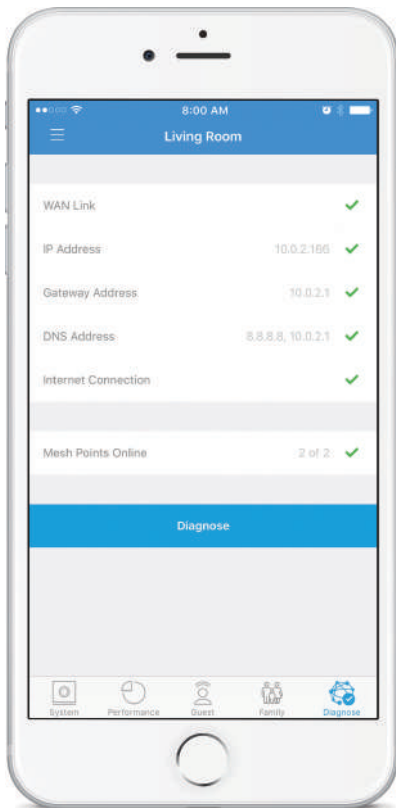 8:00 AM
Living Room
WAN Link
IP Address 10.0.2.166
Gateway Address 10.0.2.1
DNS Address 8.8.8.8, 10.0.2.1
Internet Connection
Mesh Points Online 2 of 2
Diagnose
System Performance Guest Family Diagnose